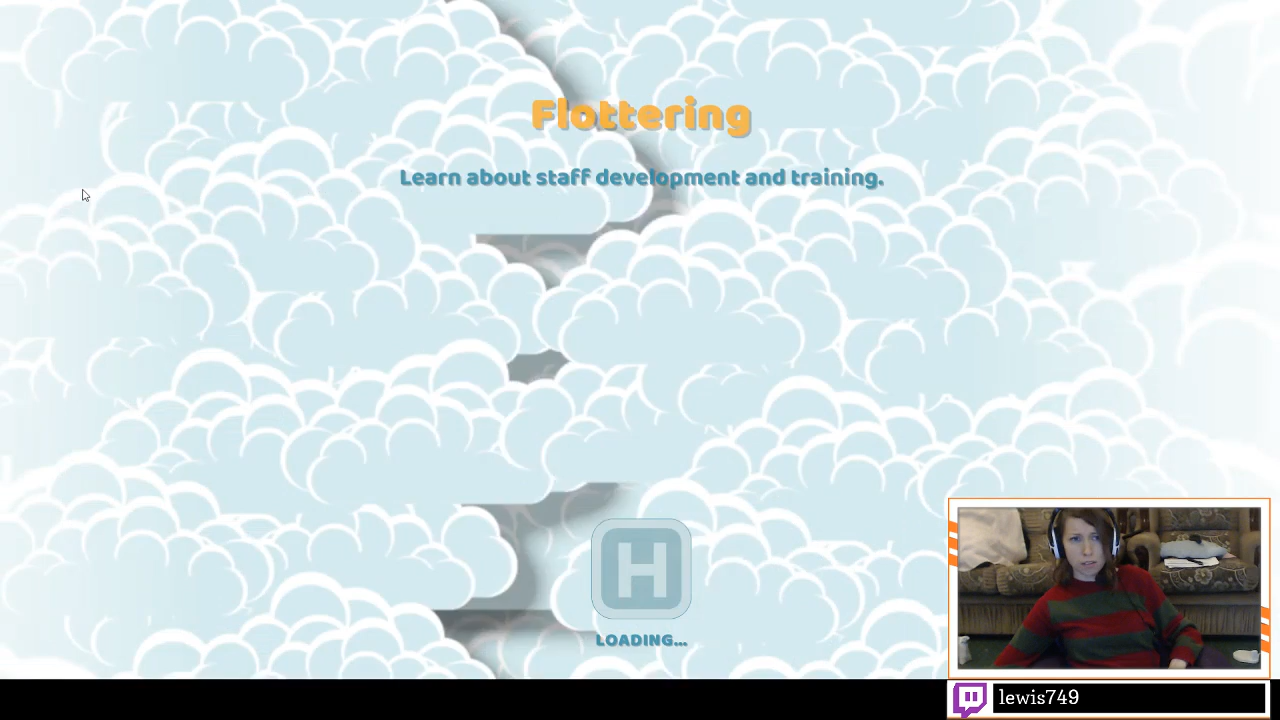 Flottering
Learn about staff development and training.
H
LOADING...
lewis749